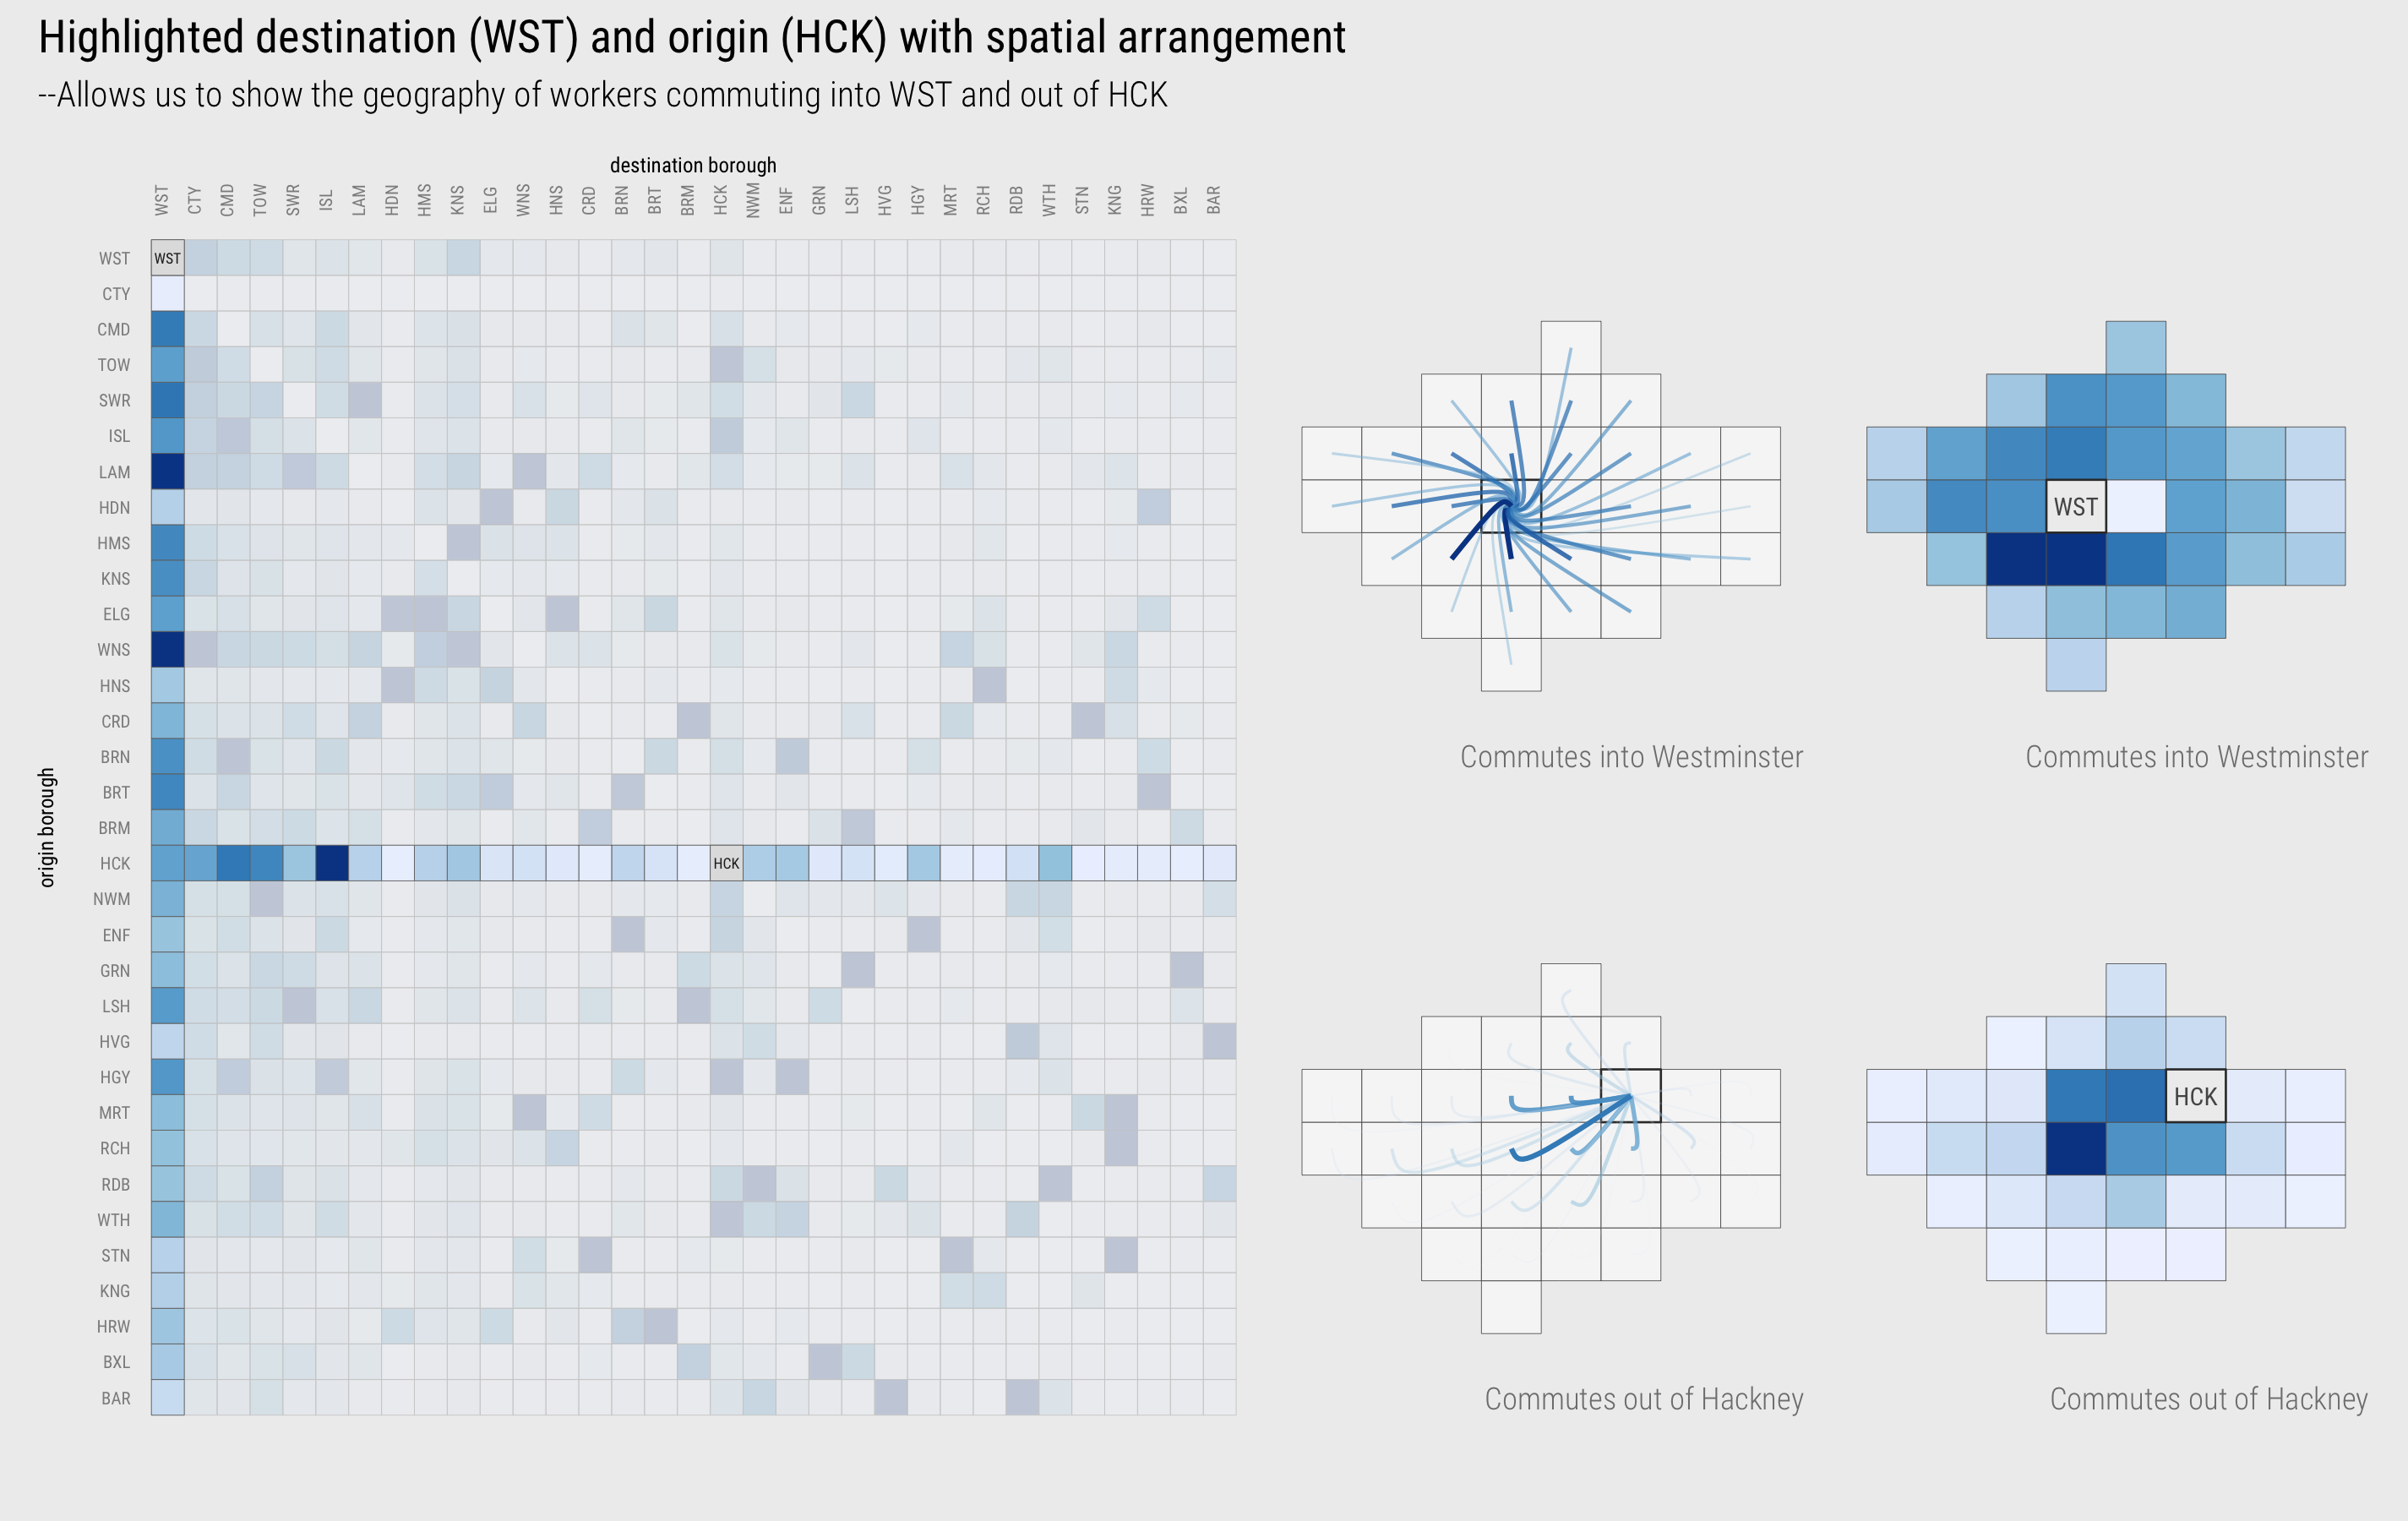 Highlighted destination (WST) and origin (HCK) with spatial arrangement
--Allows us to show the geography of workers commuting into WST and out of HCK
destination borough
WST CTY CMD TOW SWR ISL LAM HDN HMS KNS ELG WNS HNS CRD BRN BRT BRM HCK NWM ENF GRN LSH HVG HGY MRT RCH RDB WTH STN KNG HRW BXL BAR
origin borough
WST WST
CTY
CMD
TOW
SWR
ISL
LAM
HDN
HMS
KNS
ELG
WNS
HNS
CRD
BRN
BRT
BRM
HCK HCK
NWM
ENF
GRN
LSH
HVG
HGY
MRT
RCH
RDB
WTH
STN
KNG
HRW
BXL
BAR
WST
Commutes into Westminster
Commutes into Westminster
HCK
Commutes out of Hackney
Commutes out of Hackney